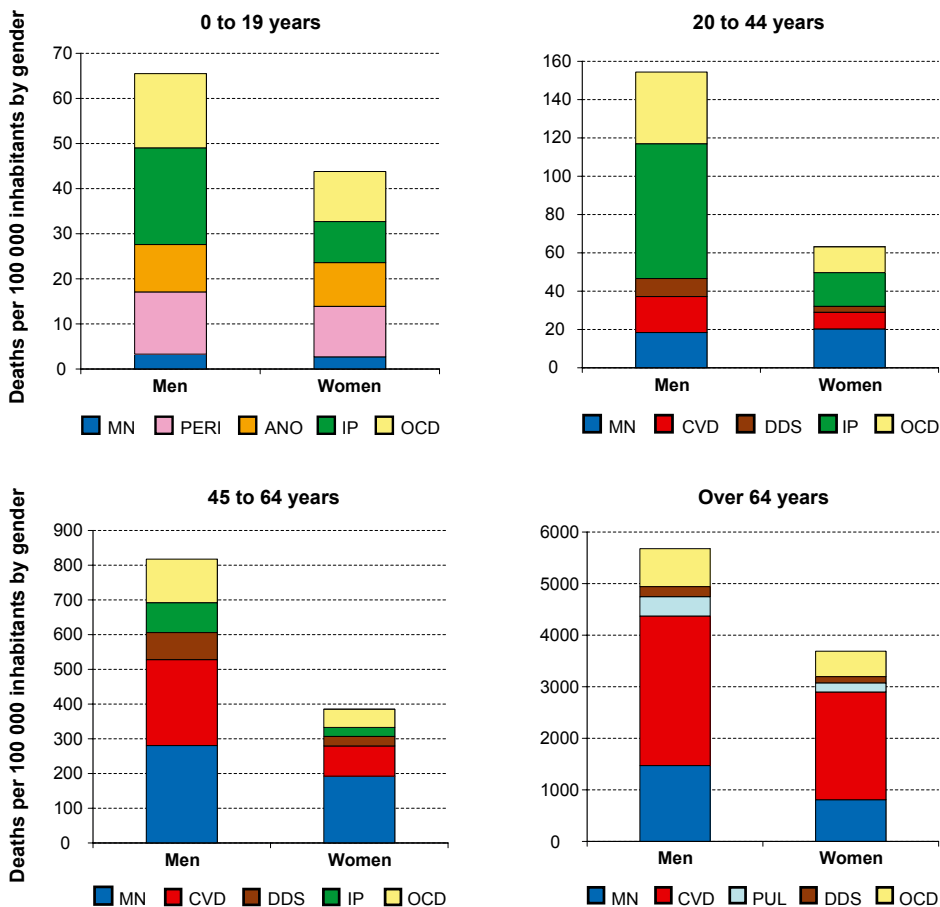 0 to 19 years
Deaths per 100 000 inhabitants by gender
70
60
50
40
30
20
10
0
Men Women
MN PERI ANO IP OCD
20 to 44 years
160
140
120
100
80
60
40
20
0
Men Women
MN CVD DDS IP OCD
45 to 64 years
Deaths per 100 000 inhabitants by gender
900
800
700
600
500
400
300
200
100
0
Men Women
MN CVD DDS IP OCD
Over 64 years
6000
5000
4000
3000
2000
1000
0
Men Women
MN CVD PUL DDS OCD